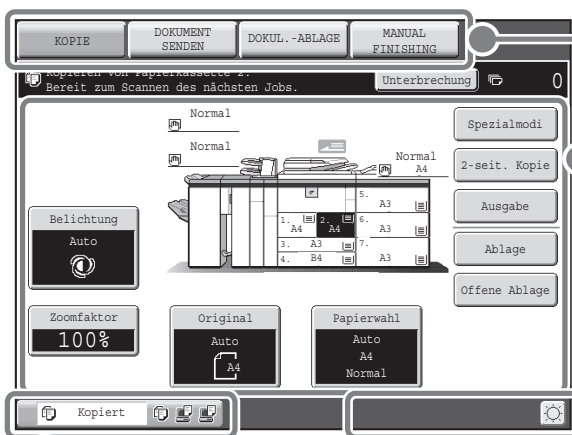 KOPIE
DOKUMENT
SENDEN
DOKUL.-ABLAGE
MANUAL
FINISHING
Kopieren von Papierkassette 2.
Bereit zum Scannen des nächsten Jobs.
Unterbrechung
0
Normal
Normal
Normal
A4
Spezialmodi
2-seit. Kopie
Ausgabe
Ablage
Offene Ablage
Belichtung
Auto
1. A4
2. A4
3. A3
4. B4
5. A3
6. A3
7. A3
Zoomfaktor
100%
Original
Auto
A4
Papierwahl
Auto
A4
Normal
Kopiert